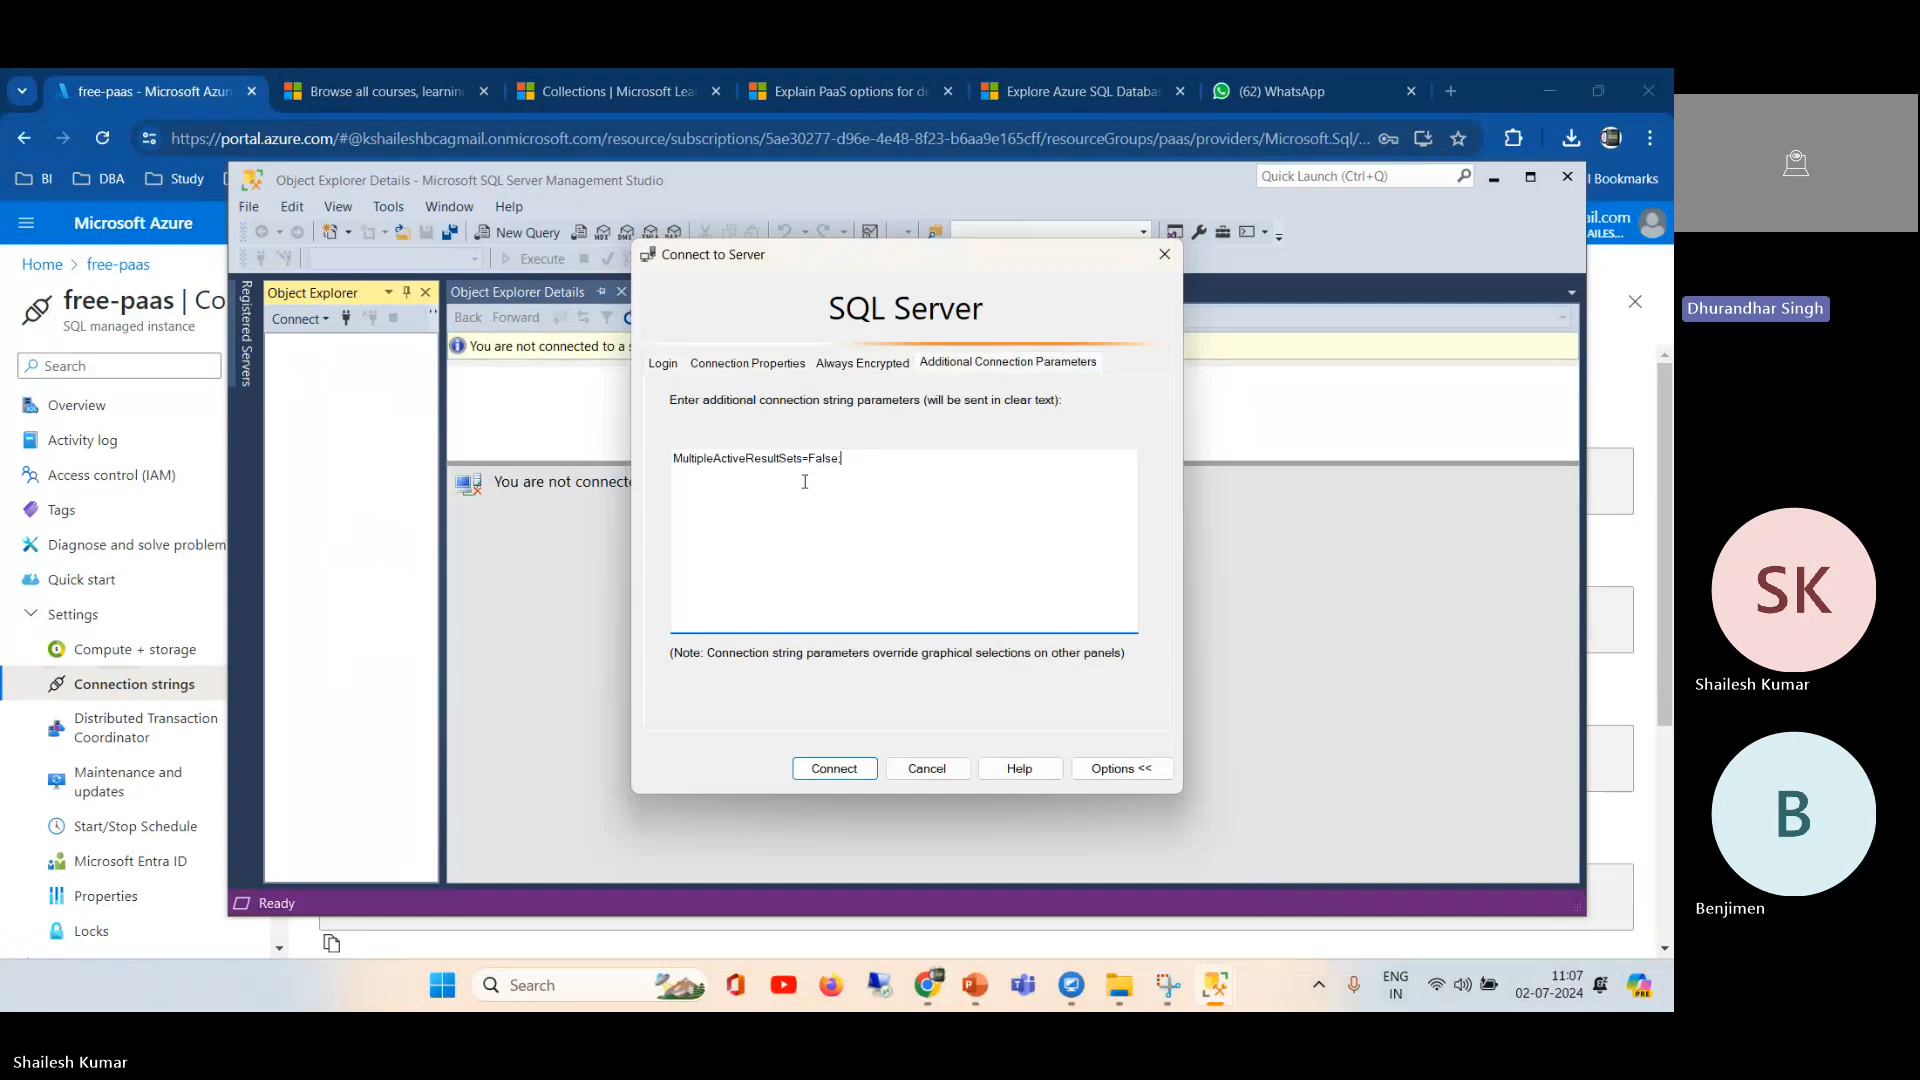 free-paas - Microsoft Azur
Browse all courses, learnin
Collections | Microsoft Lea
Explain PaaS options for de
Explore Azure SQL Databa
(62) WhatsApp
https://portal.azure.com/#@kshaileshbcagmail.onmicrosoft.com/resource/subscriptions/5ae30277-d96e-4e48-8f23-b6aa9e165cff/resourceGroups/paas/providers/Microsoft.Sql/...
BI
DBA
Study
l Bookmarks
Microsoft Azure
ail.com
AILES...
Home > free-paas
free-paas | Co
SQL managed instance
Search
Overview
Activity log
Access control (IAM)
Tags
Diagnose and solve problem
Quick start
Settings
Compute + storage
Connection strings
Distributed Transaction
Coordinator
Maintenance and
updates
Start/Stop Schedule
Microsoft Entra ID
Properties
Locks
Object Explorer Details - Microsoft SQL Server Management Studio
Quick Launch (Ctrl+Q)
File Edit View Tools Window Help
New Query
Execute
Registered Servers
Object Explorer
Connect
Object Explorer Details
Back Forward
You are not connected to a s
You are not connecte
Ready
Connect to Server
SQL Server
Login Connection Properties Always Encrypted Additional Connection Parameters
Enter additional connection string parameters (will be sent in clear text):
MultipleActiveResultSets=False;
(Note: Connection string parameters override graphical selections on other panels)
Connect Cancel Help Options <<
Search
ENG
IN
11:07
02-07-2024
PRE
Dhurandhar Singh
SK
Shailesh Kumar
B
Benjimen
Shailesh Kumar